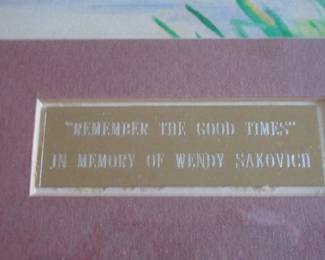 "REMEMBER THE GOOD TIMES"
IN MEMORY OF WENDY SAKOVICH